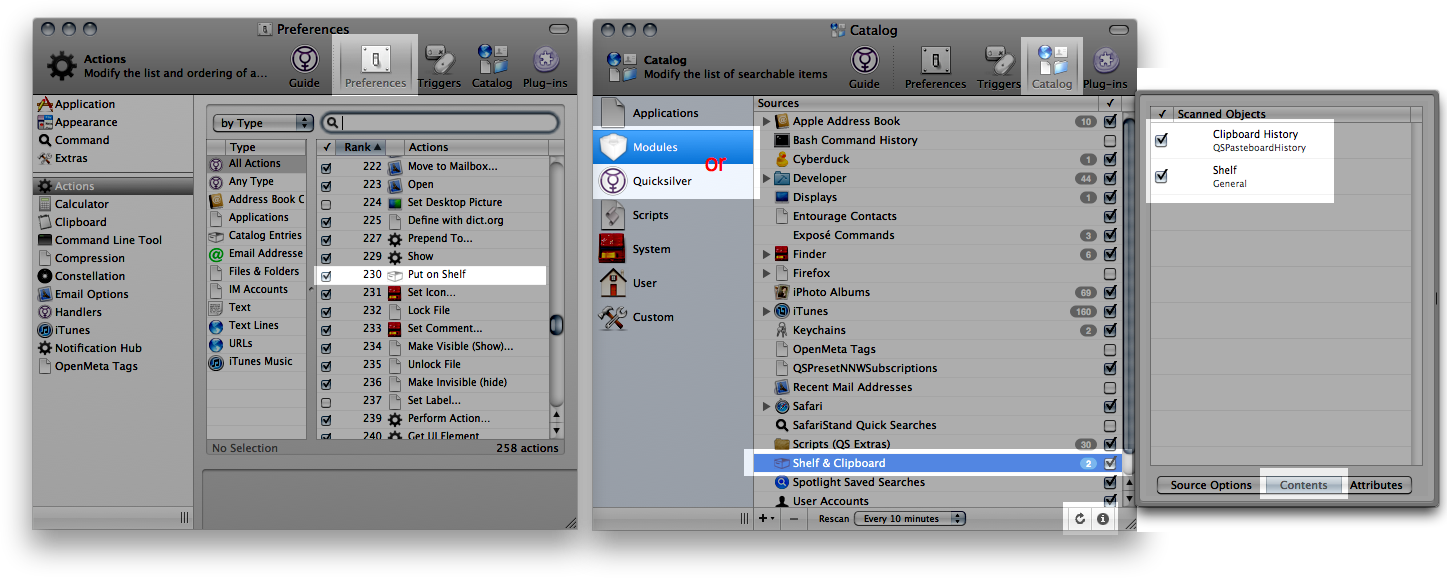 Preferences
Actions
Modify the list and ordering of a...
Guide
Preferences
Triggers
Catalog
Plug-ins
Application
Appearance
Command
Extras
Actions
Calculator
Clipboard
Command Line Tool
Compression
Constellation
Email Options
Handlers
iTunes
Notification Hub
OpenMeta Tags
by Type
Type
All Actions
Any Type
Address Book C
Applications
Catalog Entries
Email Addresse
Files & Folders
IM Accounts
Text
Text Lines
URLs
iTunes Music
✓ Rank Actions
222 Move to Mailbox...
223 Open
224 Set Desktop Picture
225 Define with dict.org
227 Prepend To...
229 Show
230 Put on Shelf
231 Set Icon...
232 Lock File
233 Set Comment...
234 Make Visible (Show)...
235 Unlock File
236 Make Invisible (hide)
237 Set Label...
239 Perform Action...
240 Get UI Element
No Selection
258 actions
Catalog
Catalog
Modify the list of searchable items
Guide
Preferences
Triggers
Catalog
Plug-ins
Applications
Modules
or
Quicksilver
Scripts
System
User
Custom
Sources ✓
Apple Address Book 10
Bash Command History
Cyberduck 1
Developer 44
Displays 1
Entourage Contacts
Exposé Commands 3
Finder 6
Firefox
iPhoto Albums 69
iTunes 160
Keychains 2
OpenMeta Tags
QSPresetNNWSubscriptions
Recent Mail Addresses
Safari
SafariStand Quick Searches
Scripts (QS Extras) 30
Shelf & Clipboard 2
Spotlight Saved Searches
User Accounts
Rescan Every 10 minutes
✓ Scanned Objects
Clipboard History
QSPasteboardHistory
Shelf
General
Source Options
Contents
Attributes